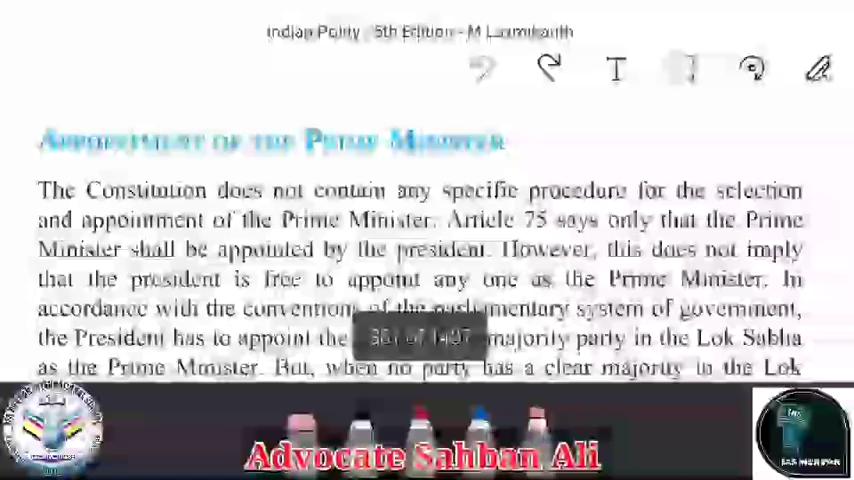 Indian Polity 5th Edition - M Laxmikanth
T
APPOINTMENT OF THE PRIME MINISTER
The Constitution does not contain any specific procedure for the selection
and appointment of the Prime Minister. Article 75 says only that the Prime
Minister shall be appointed by the president. However, this does not imply
that the president is free to appoint any one as the Prime Minister. In
accordance with the conventions of the parliamentary system of government,
the President has to appoint the majority party in the Lok Sabha
as the Prime Minister. But, when no party has a clear majority in the Lok
Advocate Sahban Ali